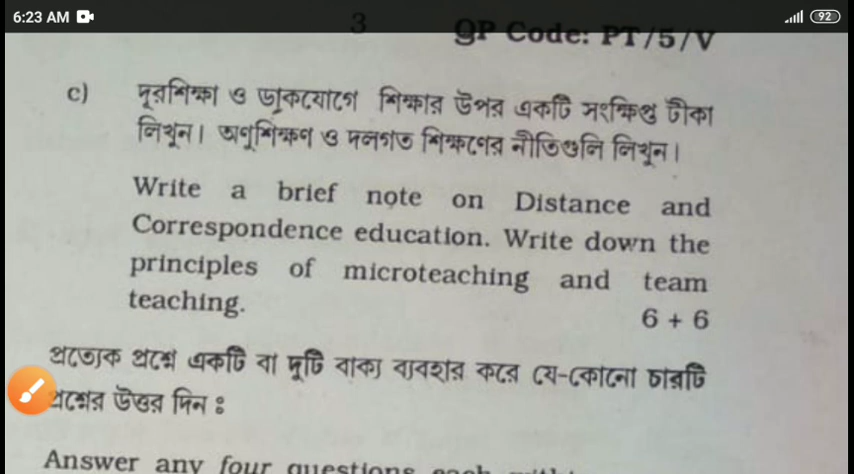 6:23 AM
92
3 QP Code: PT/5/V
c) দূরশিক্ষা ও ডাকযোগে শিক্ষার উপর একটি সংক্ষিপ্ত টীকা
লিখুন। অণুশিক্ষণ ও দলগত শিক্ষণের নীতিগুলি লিখুন।
Write a brief note on Distance and
Correspondence education. Write down the
principles of microteaching and team
teaching.
6 + 6
প্রত্যেক প্রশ্নে একটি বা দুটি বাক্য ব্যবহার করে যে-কোনো চারটি
প্রশ্নের উত্তর দিন ঃ
Answer any four questions each